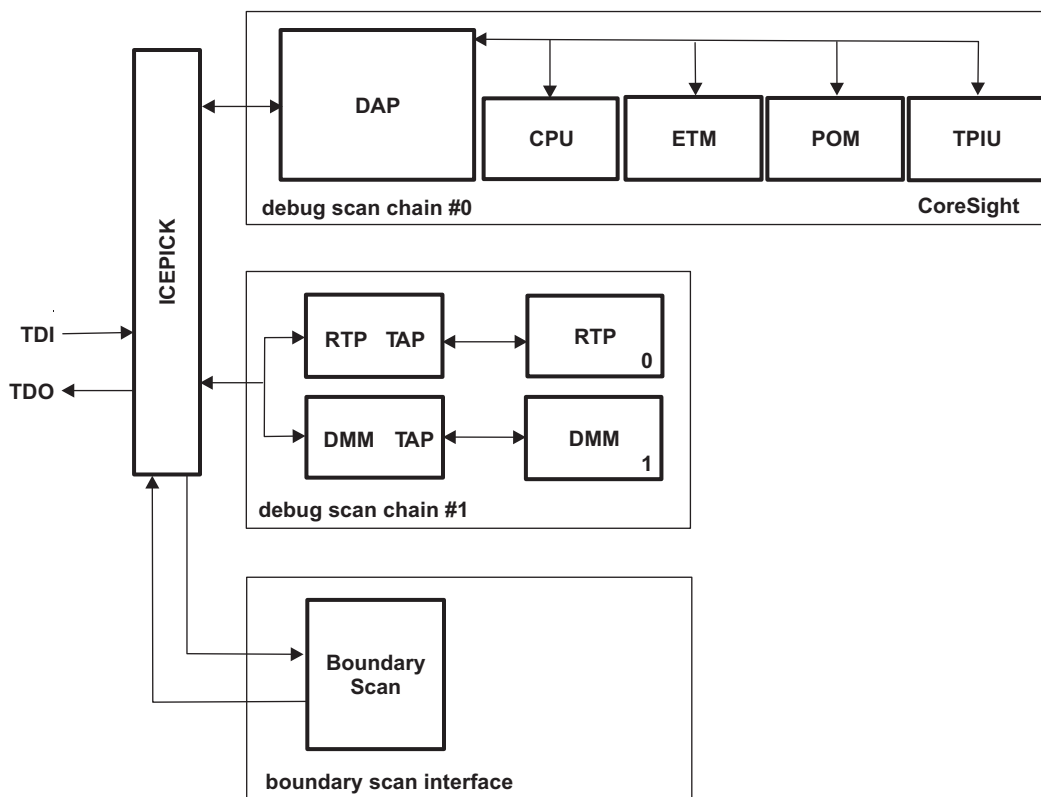 DAP
CPU
ETM
POM
TPIU
debug scan chain #0
CoreSight
ICEPICK
TDI
TDO
RTP TAP
RTP
0
DMM TAP
DMM
1
debug scan chain #1
Boundary
Scan
boundary scan interface